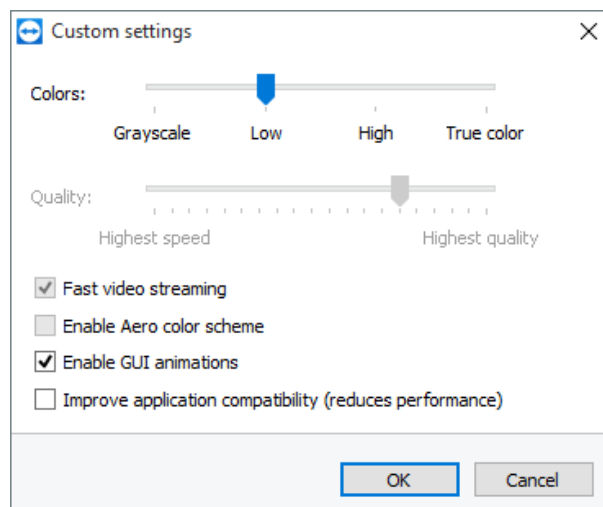 Custom settings
Colors:
Grayscale Low High True color
Quality:
Highest speed Highest quality
Fast video streaming
Enable Aero color scheme
Enable GUI animations
Improve application compatibility (reduces performance)
OK Cancel